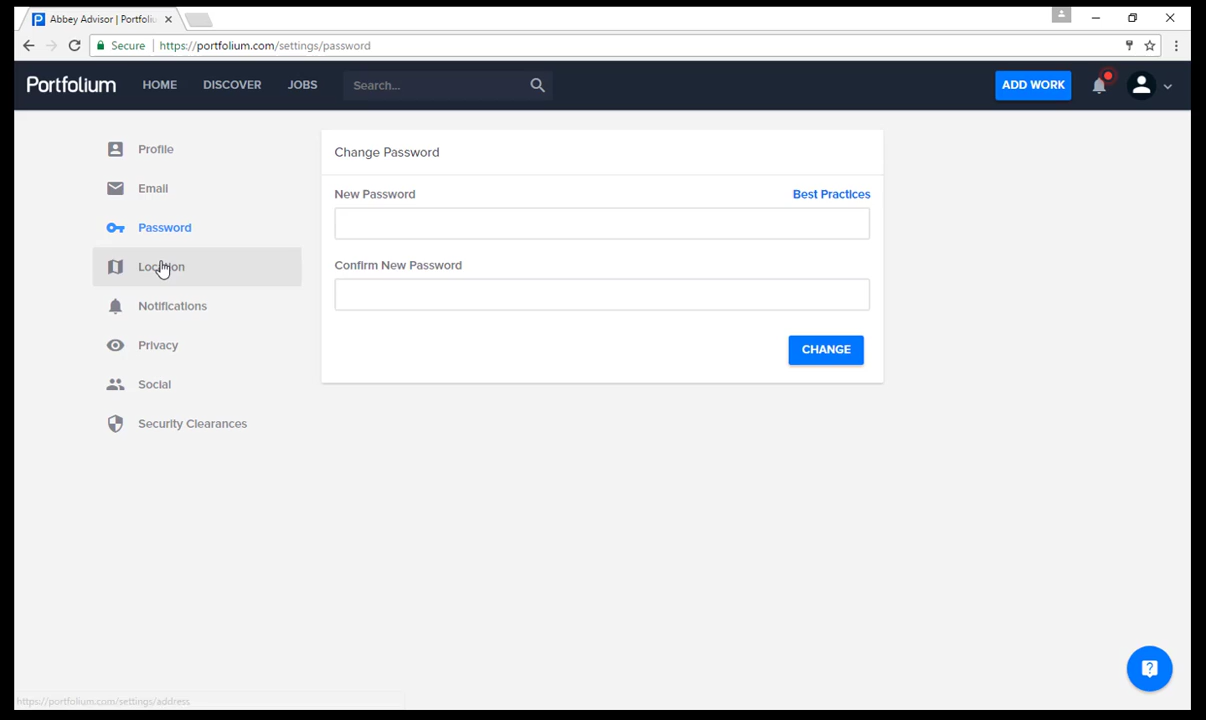 Abbey Advisor | Portfoliu
Secure https://portfolium.com/settings/password
Portfolium HOME DISCOVER JOBS Search... ADD WORK
Profile
Email
Password
Location
Notifications
Privacy
Social
Security Clearances
Change Password
New Password Best Practices
Confirm New Password
CHANGE
https://portfolium.com/settings/address